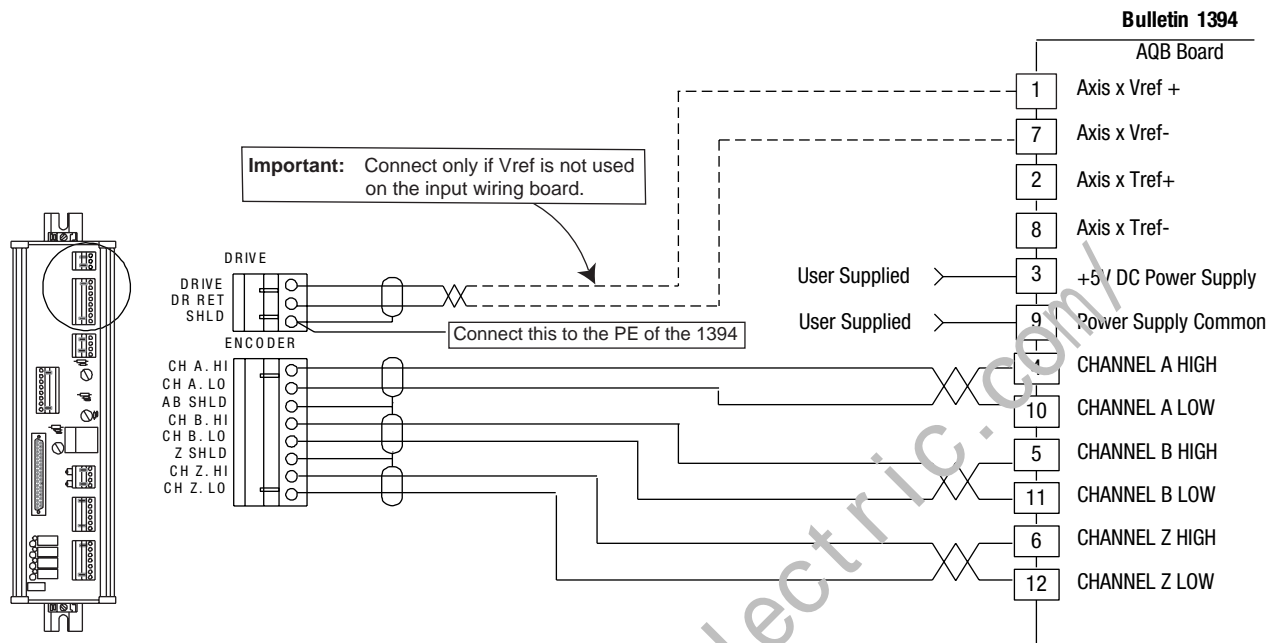 Bulletin 1394
AQB Board
1 Axis x Vref +
7 Axis x Vref-
2 Axis x Tref+
8 Axis x Tref-
User Supplied 3 +5V DC Power Supply
User Supplied 9 Power Supply Common
4 CHANNEL A HIGH
10 CHANNEL A LOW
5 CHANNEL B HIGH
11 CHANNEL B LOW
6 CHANNEL Z HIGH
12 CHANNEL Z LOW
Important: Connect only if Vref is not used
on the input wiring board.
DRIVE
DRIVE
DR RET
SHLD
Connect this to the PE of the 1394
ENCODER
CH A. HI
CH A. LO
AB SHLD
CH B. HI
CH B. LO
Z SHLD
CH Z. HI
CH Z. LO
lectric.com/